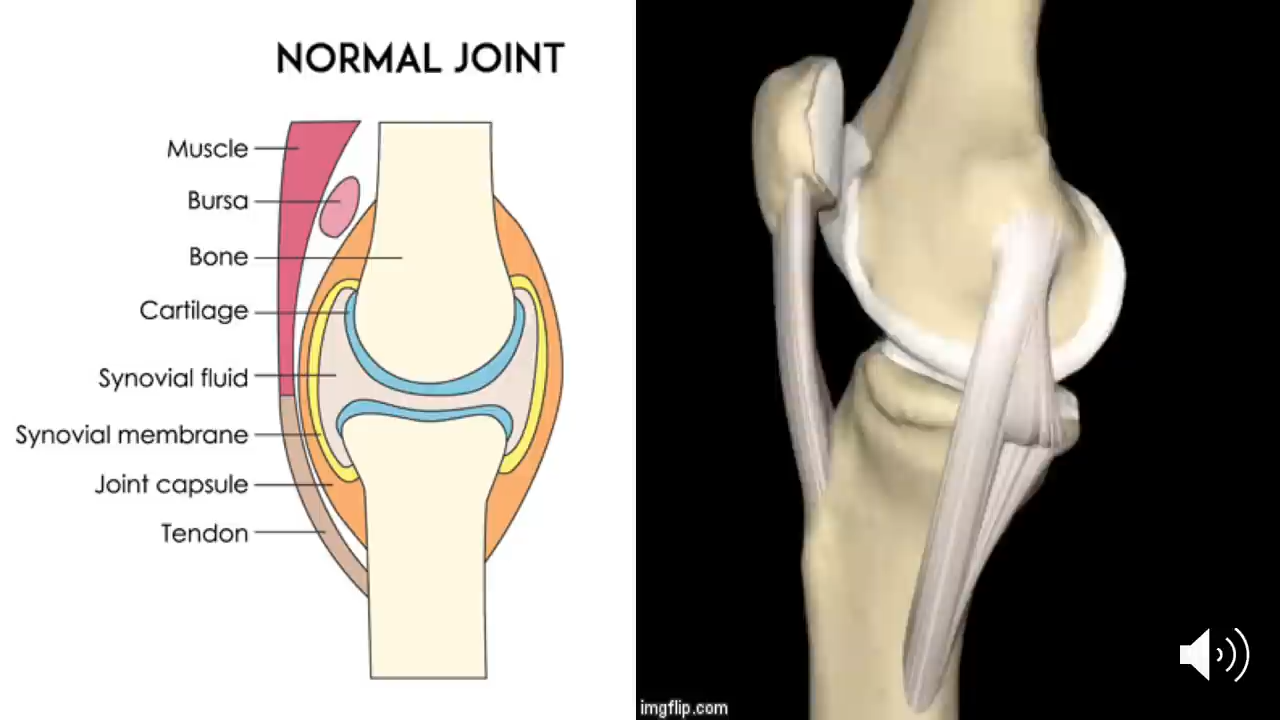 NORMAL JOINT
Muscle
Bursa
Bone
Cartilage
Synovial fluid
Synovial membrane
Joint capsule
Tendon
imgflip.com